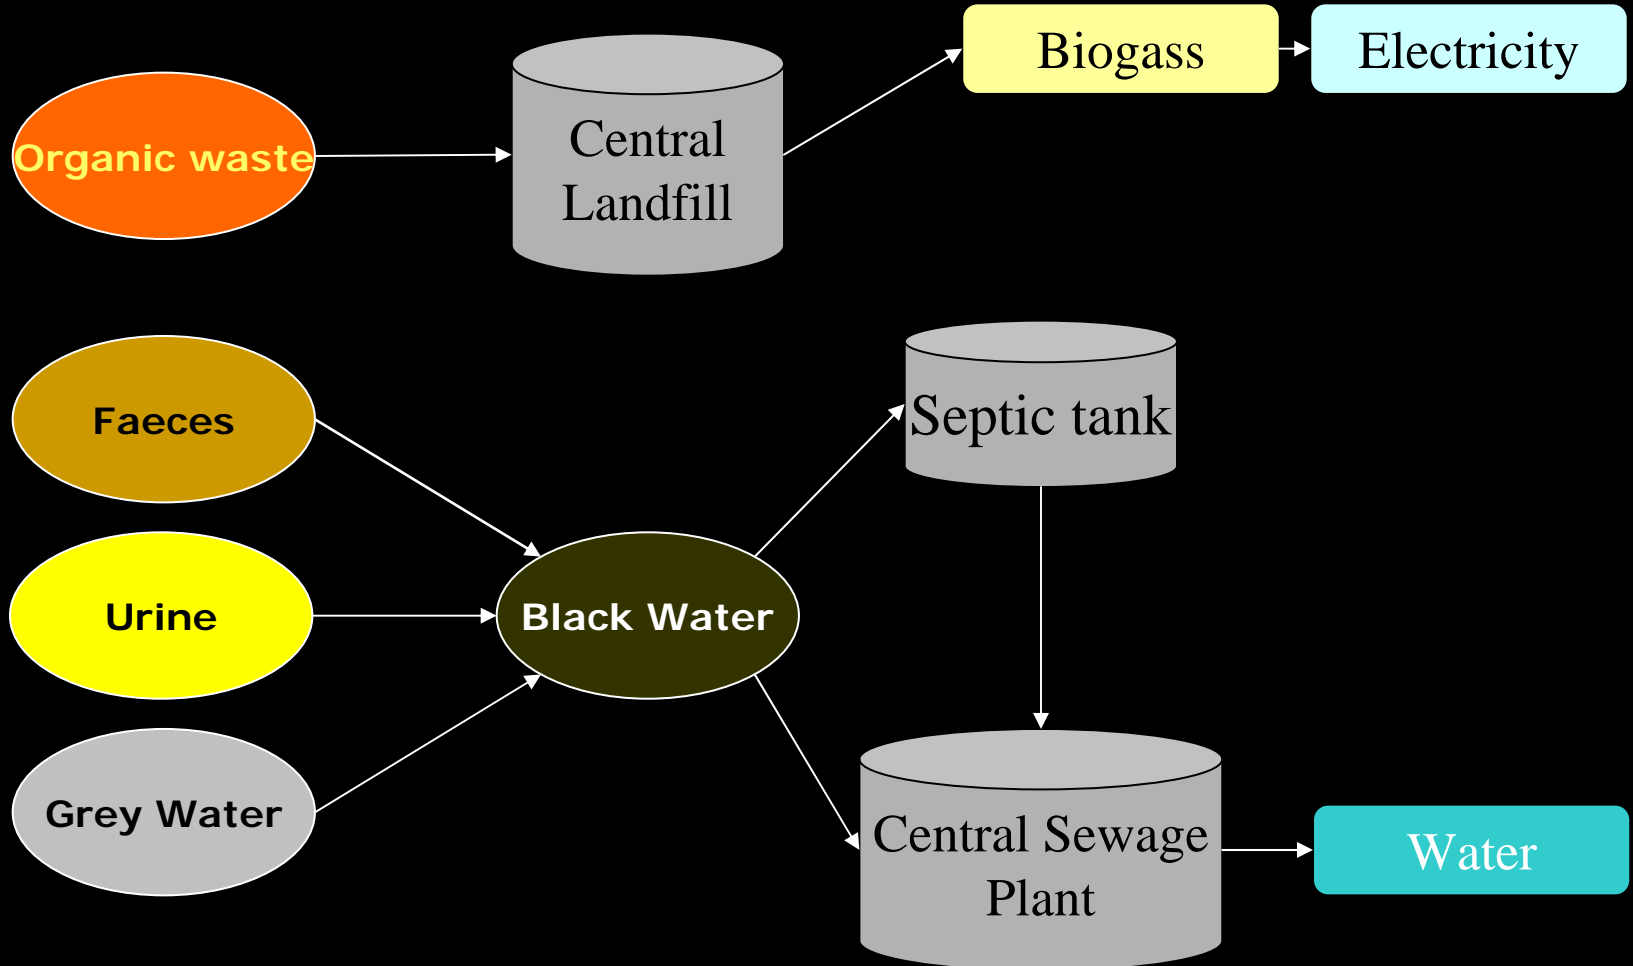 Organic waste
Central
Landfill
Biogass
Electricity
Faeces
Urine
Grey Water
Black Water
Septic tank
Central Sewage
Plant
Water